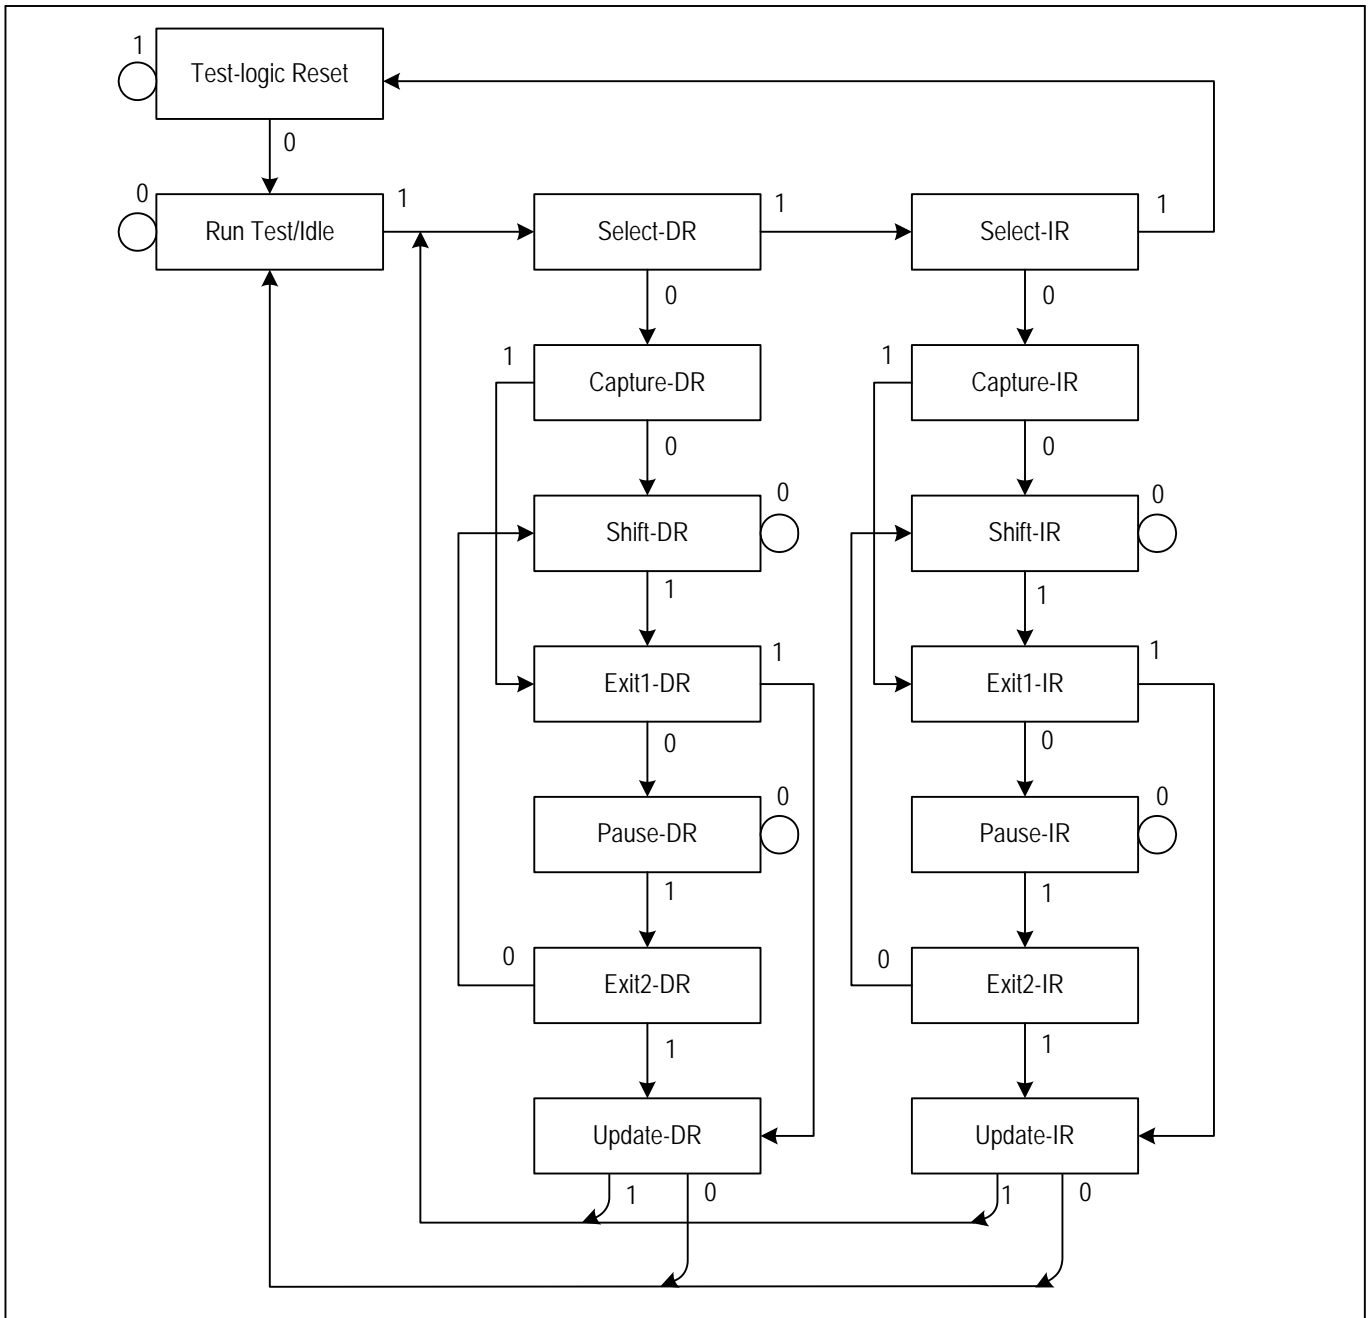 1
Test-logic Reset
0
0
Run Test/Idle
1
Select-DR
1
Select-IR
1
0
0
1
Capture-DR
1
Capture-IR
0
0
Shift-DR
0
Shift-IR
0
1
1
Exit1-DR
1
Exit1-IR
1
0
0
Pause-DR
0
Pause-IR
0
1
1
0
Exit2-DR
0
Exit2-IR
1
1
Update-DR
Update-IR
1
0
1
0